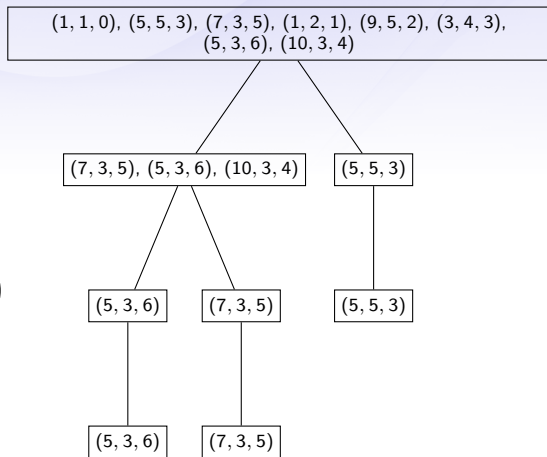 (1, 1, 0), (5, 5, 3), (7, 3, 5), (1, 2, 1), (9, 5, 2), (3, 4, 3),
(5, 3, 6), (10, 3, 4)
(7, 3, 5), (5, 3, 6), (10, 3, 4)
(5, 5, 3)
)
(5, 3, 6)
(7, 3, 5)
(5, 5, 3)
(5, 3, 6)
(7, 3, 5)